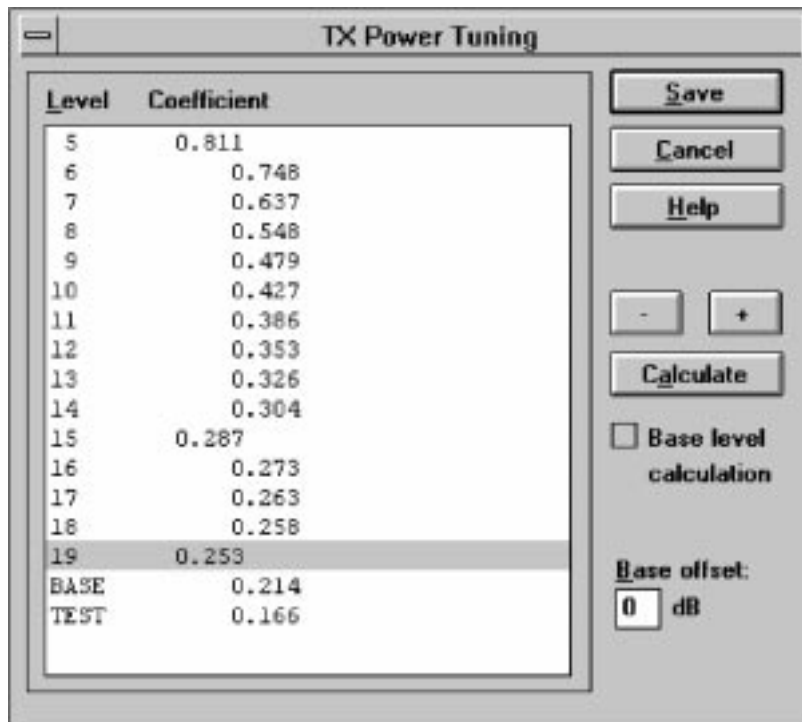 TX Power Tuning
Level Coefficient
5 0.811
6 0.748
7 0.637
8 0.548
9 0.479
10 0.427
11 0.386
12 0.353
13 0.326
14 0.304
15 0.287
16 0.273
17 0.263
18 0.258
19 0.253
BASE 0.214
TEST 0.166
Save
Cancel
Help
- +
Calculate
Base level
calculation
Base offset:
0 dB